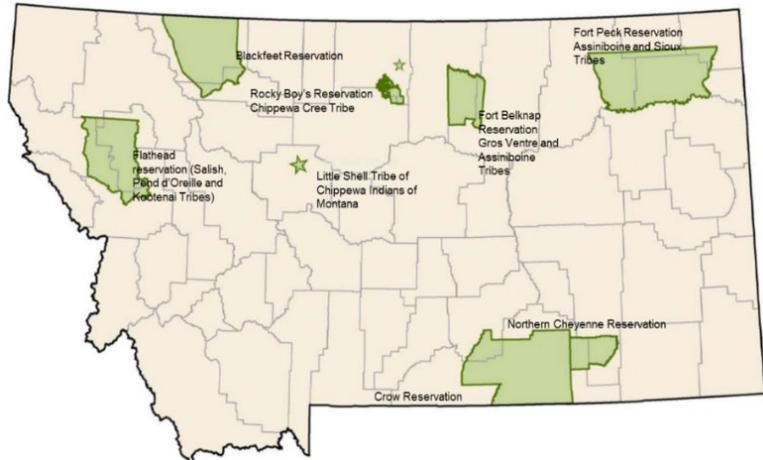 Fort Peck Reservation
Assiniboine and Sioux
Tribes
Blackfeet Reservation
Rocky Boy's Reservation
Chippewa Cree Tribe
Fort Belknap
Reservation
Gros Ventre and
Assiniboine
Tribes
Flathead
reservation (Salish,
Pend d'Oreille and
Kootenai Tribes)
Little Shell Tribe of
Chippewa Indians of
Montana
Northern Cheyenne Reservation
Crow Reservation